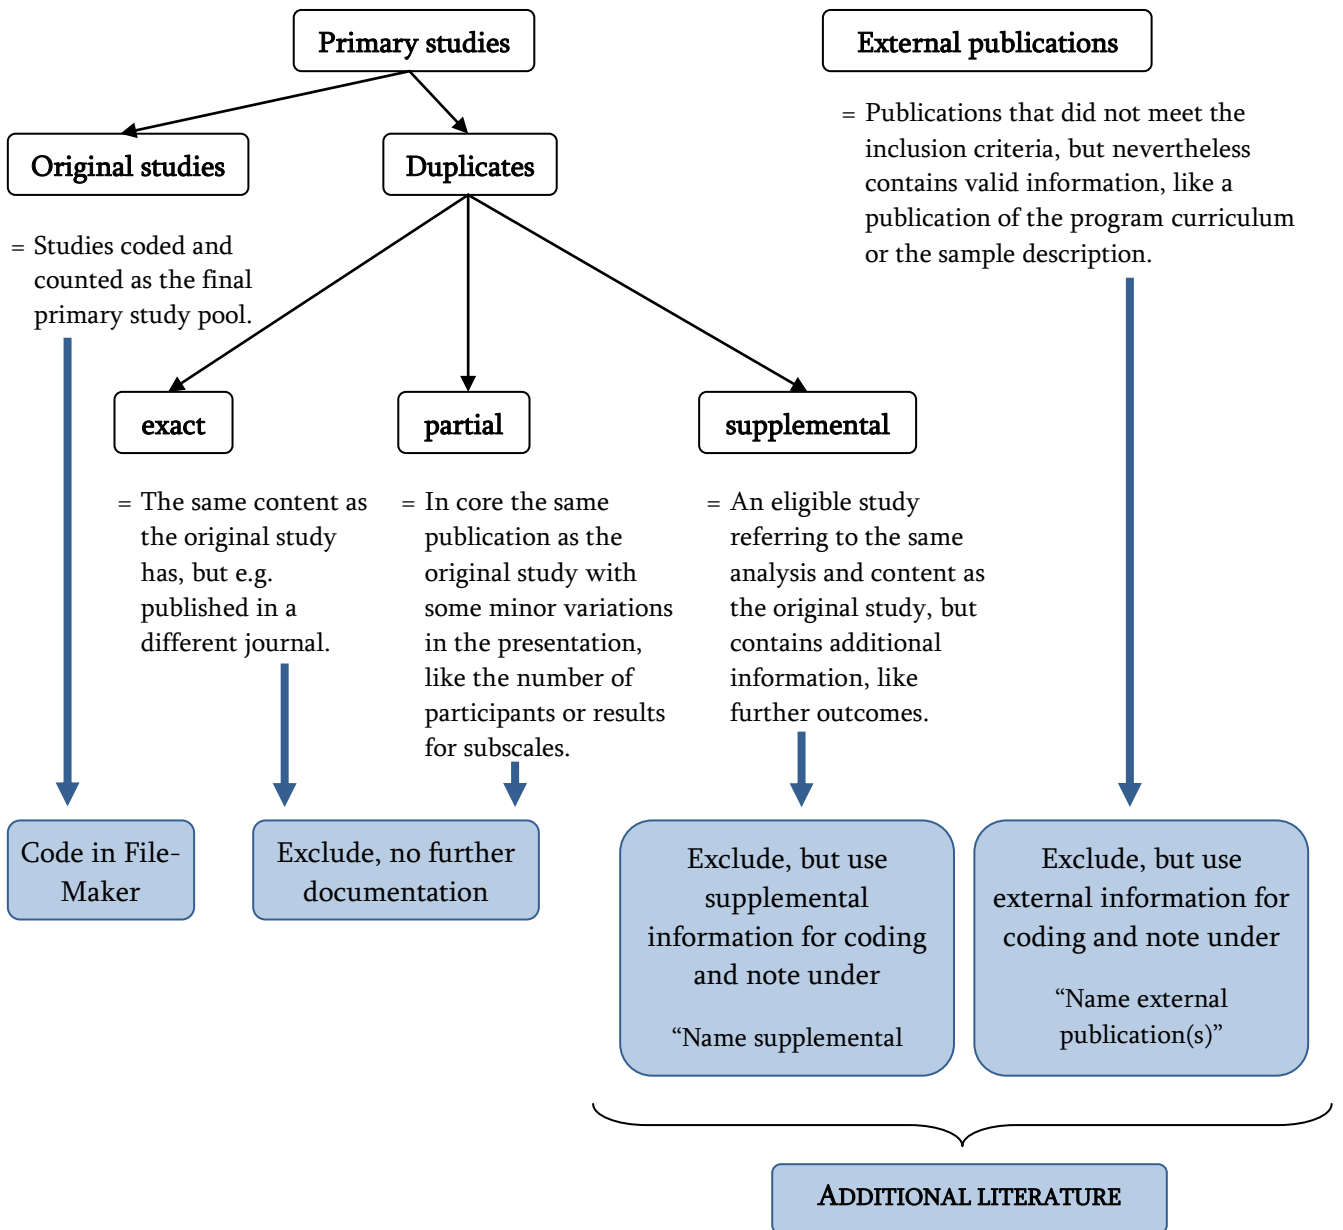 Primary studies
External publications
Original studies
Duplicates
= Publications that did not meet the
inclusion criteria, but nevertheless
contains valid information, like a
publication of the program curriculum
or the sample description.
= Studies coded and
counted as the final
primary study pool.
exact
partial
supplemental
= The same content as
the original study
has, but e.g.
published in a
different journal.
= In core the same
publication as the
original study with
some minor variations
in the presentation,
like the number of
participants or results
for subscales.
= An eligible study
referring to the same
analysis and content as
the original study, but
contains additional
information, like
further outcomes.
Code in File-
Maker
Exclude, no further
documentation
Exclude, but use
supplemental
information for coding
and note under
“Name supplemental
Exclude, but use
external information for
coding and note under
“Name external
publication(s)”
ADDITIONAL LITERATURE